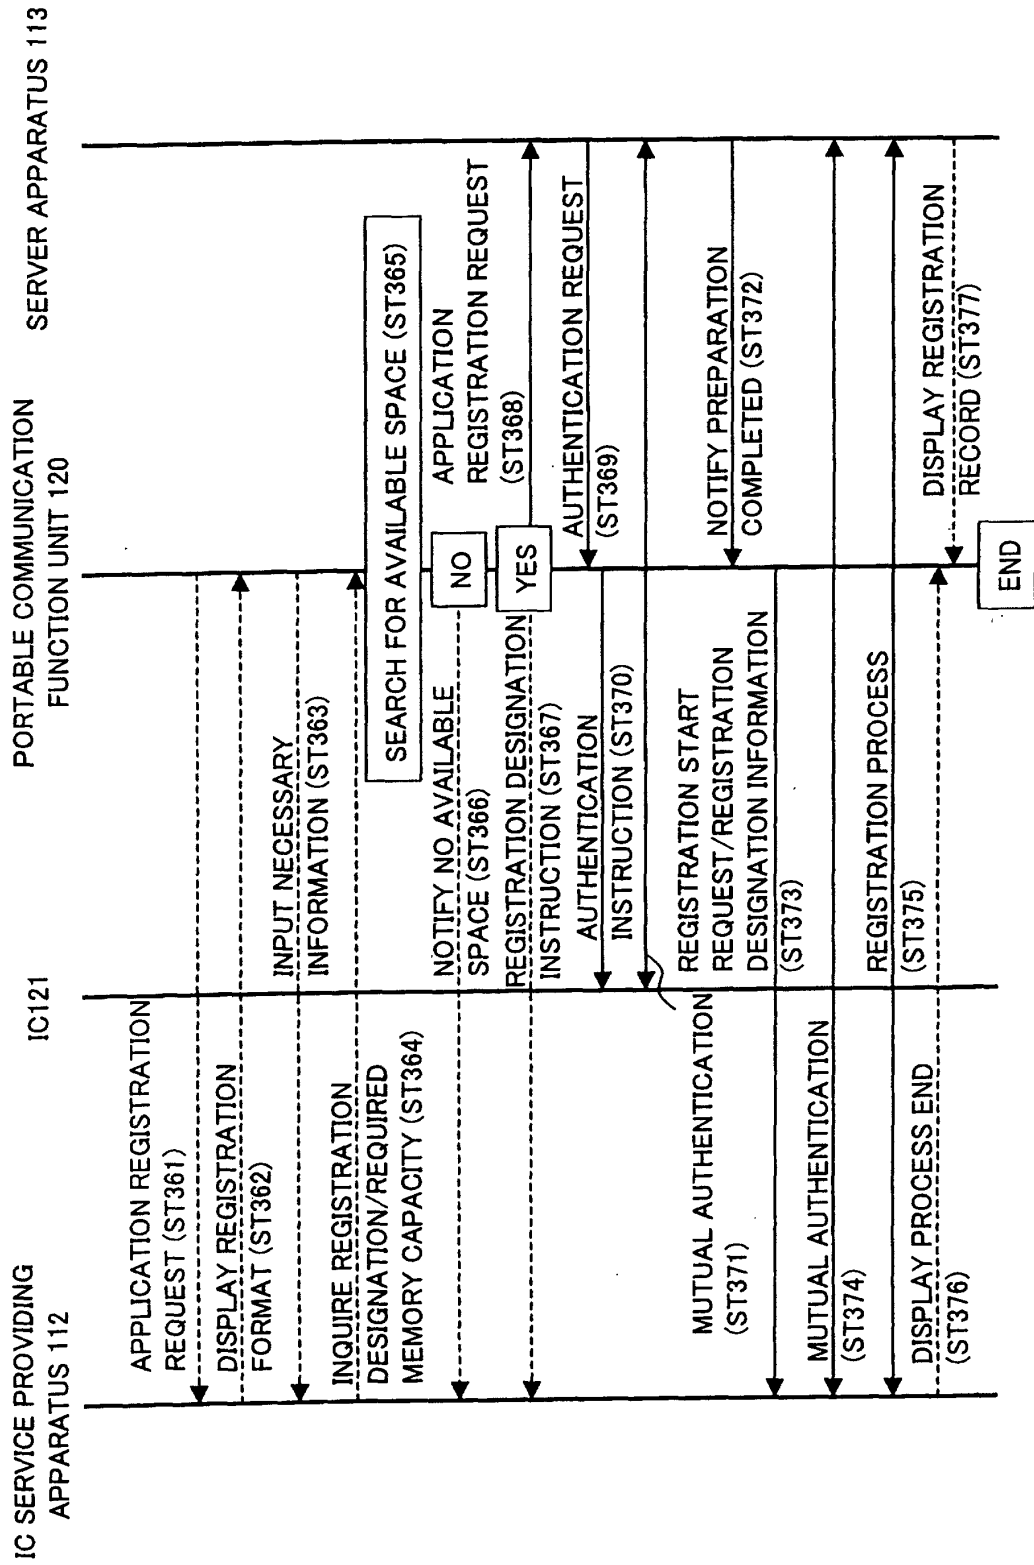 IC SERVICE PROVIDING
APPARATUS 112
IC121
PORTABLE COMMUNICATION
FUNCTION UNIT 120
SERVER APPARATUS 113
APPLICATION REGISTRATION
REQUEST (ST361)
DISPLAY REGISTRATION
FORMAT (ST362)
INPUT NECESSARY
INFORMATION (ST363)
INQUIRE REGISTRATION
DESIGNATION/REQUIRED
MEMORY CAPACITY (ST364)
SEARCH FOR AVAILABLE SPACE (ST365)
NOTIFY NO AVAILABLE
SPACE (ST366)
NO
REGISTRATION DESIGNATION
INSTRUCTION (ST367)
YES
APPLICATION
REGISTRATION REQUEST
(ST368)
AUTHENTICATION REQUEST
(ST369)
AUTHENTICATION
INSTRUCTION (ST370)
MUTUAL AUTHENTICATION
(ST371)
NOTIFY PREPARATION
COMPLETED (ST372)
REGISTRATION START
REQUEST/REGISTRATION
DESIGNATION INFORMATION
(ST373)
MUTUAL AUTHENTICATION
(ST374)
REGISTRATION PROCESS
(ST375)
DISPLAY PROCESS END
(ST376)
DISPLAY REGISTRATION
RECORD (ST377)
END